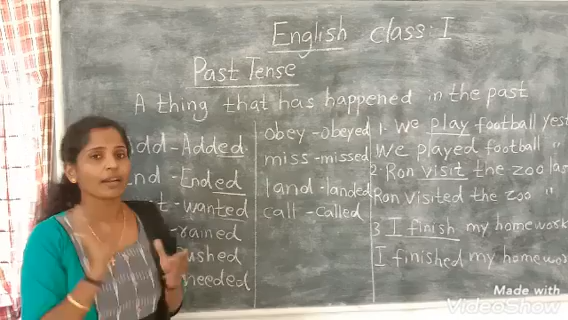 English class: I
Past Tense
A thing that has happened in the past
Add - Added
- Ended
- wanted
- rained
needed
obey - obeyed
miss - missed
land - landed
call - called
1. We play football
We played football "
2. Ron visit the zoo
Ron visited the zoo "
3 I finish my homework
I finished my
Made with
VideoShow